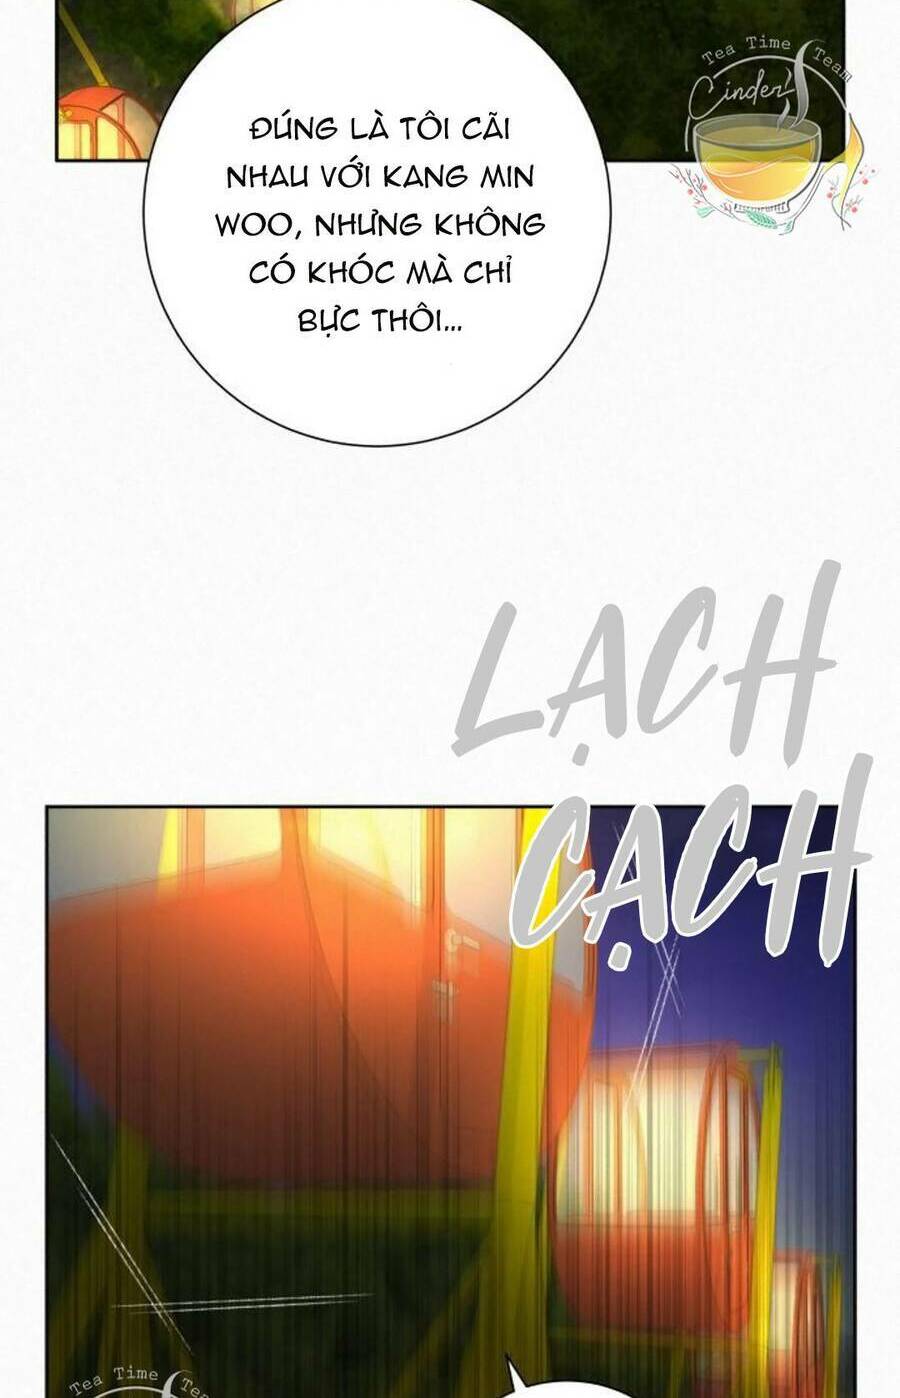 Tea Time Team
Cinder
ĐÚNG LÀ TÔI CÃI
NHAU VỚI KANG MIN
WOO, NHƯNG KHÔNG
CÓ KHÓC MÀ CHỈ
BỰC THÔI...
LẠCH
CẠCH
Tea Time Team